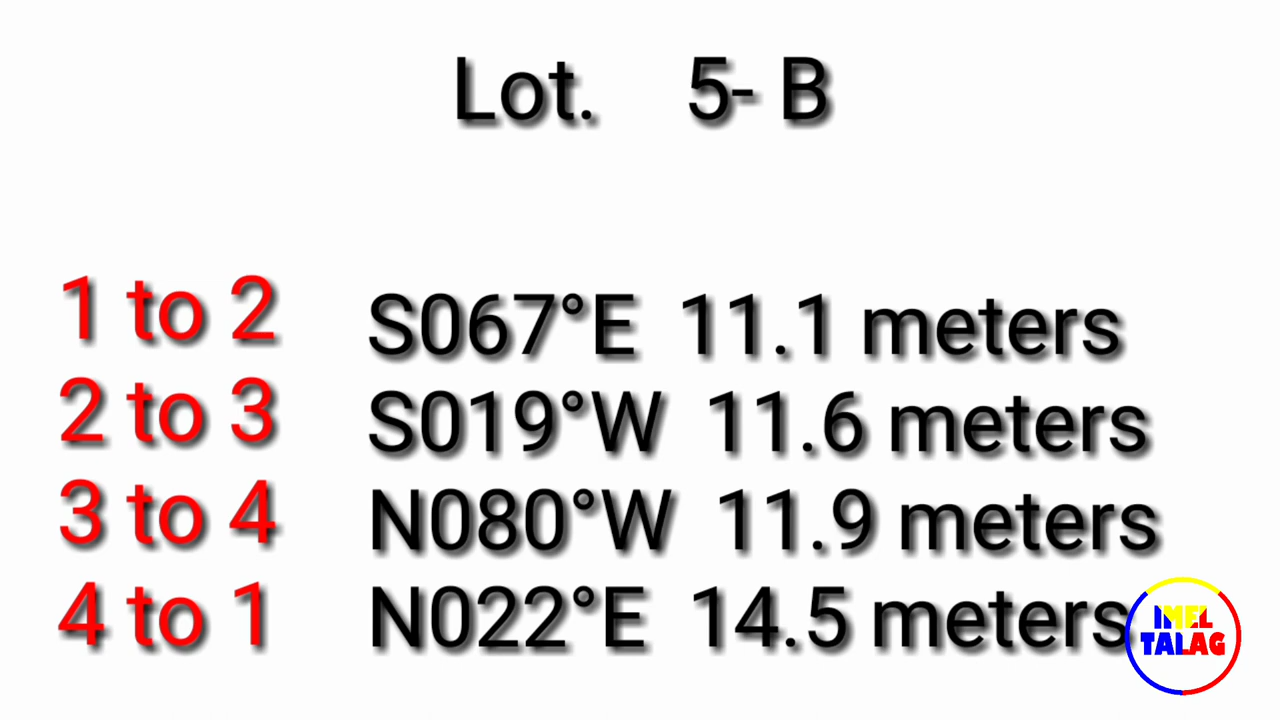 Lot. 5- B
1 to 2 S067°E 11.1 meters
2 to 3 S019°W 11.6 meters
3 to 4 N080°W 11.9 meters
4 to 1 N022°E 14.5 meters
IMEL
TALAG